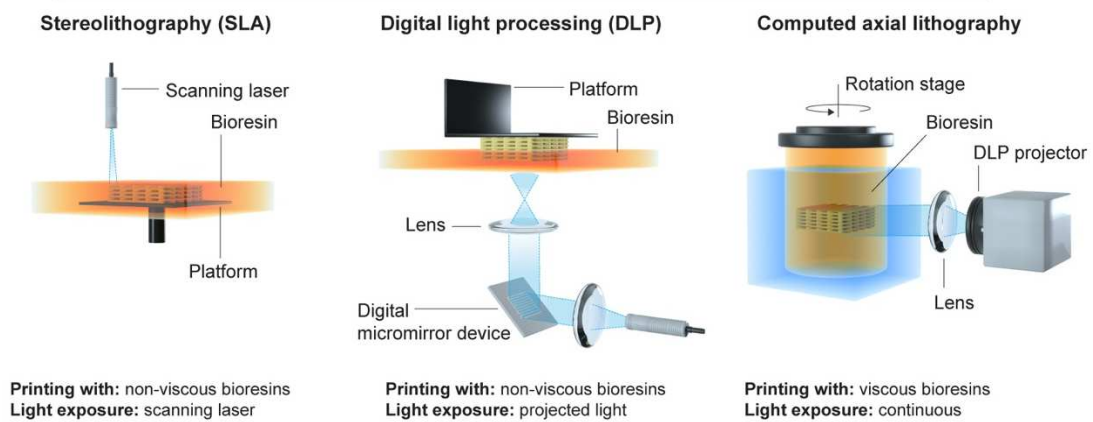 Stereolithography (SLA)
Scanning laser
Bioresin
Platform
Printing with: non-viscous bioresins
Light exposure: scanning laser
Digital light processing (DLP)
Platform
Bioresin
Lens
Digital
micromirror device
Printing with: non-viscous bioresins
Light exposure: projected light
Computed axial lithography
Rotation stage
Bioresin
DLP projector
Lens
Printing with: viscous bioresins
Light exposure: continuous